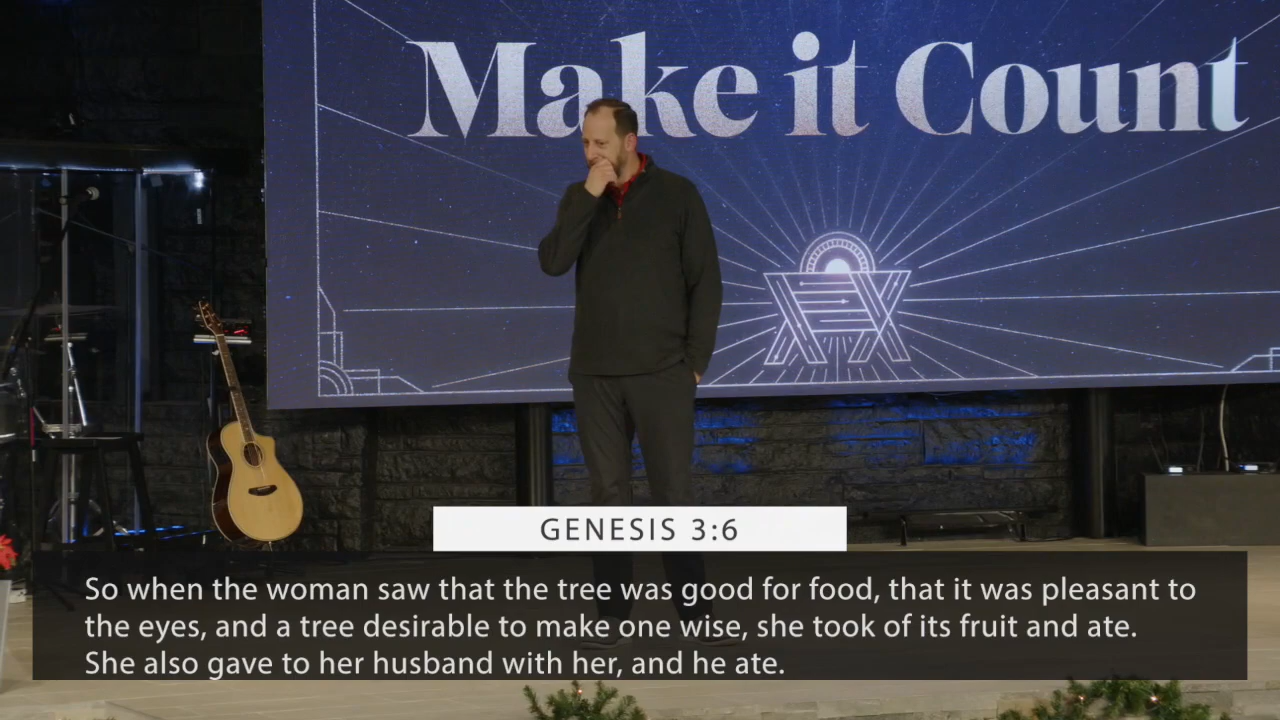 Make it Count
GENESIS 3:6
So when the woman saw that the tree was good for food, that it was pleasant to
the eyes, and a tree desirable to make one wise, she took of its fruit and ate.
She also gave to her husband with her, and he ate.